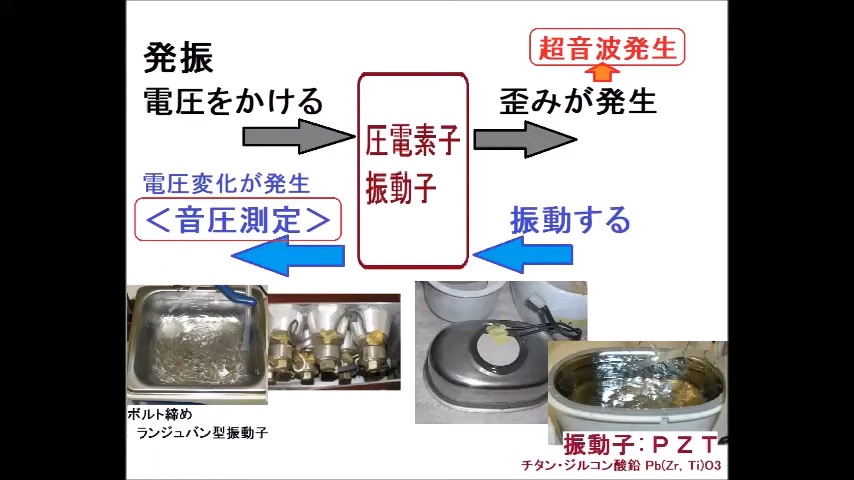 発振
電圧をかける
超音波発生
歪みが発生
圧電素子
振動子
電圧変化が発生
＜音圧測定＞
振動する
ボルト締め
ランジュバン型振動子
振動子：ＰＺＴ
チタン・ジルコン酸鉛 Pb(Zr, Ti)O3